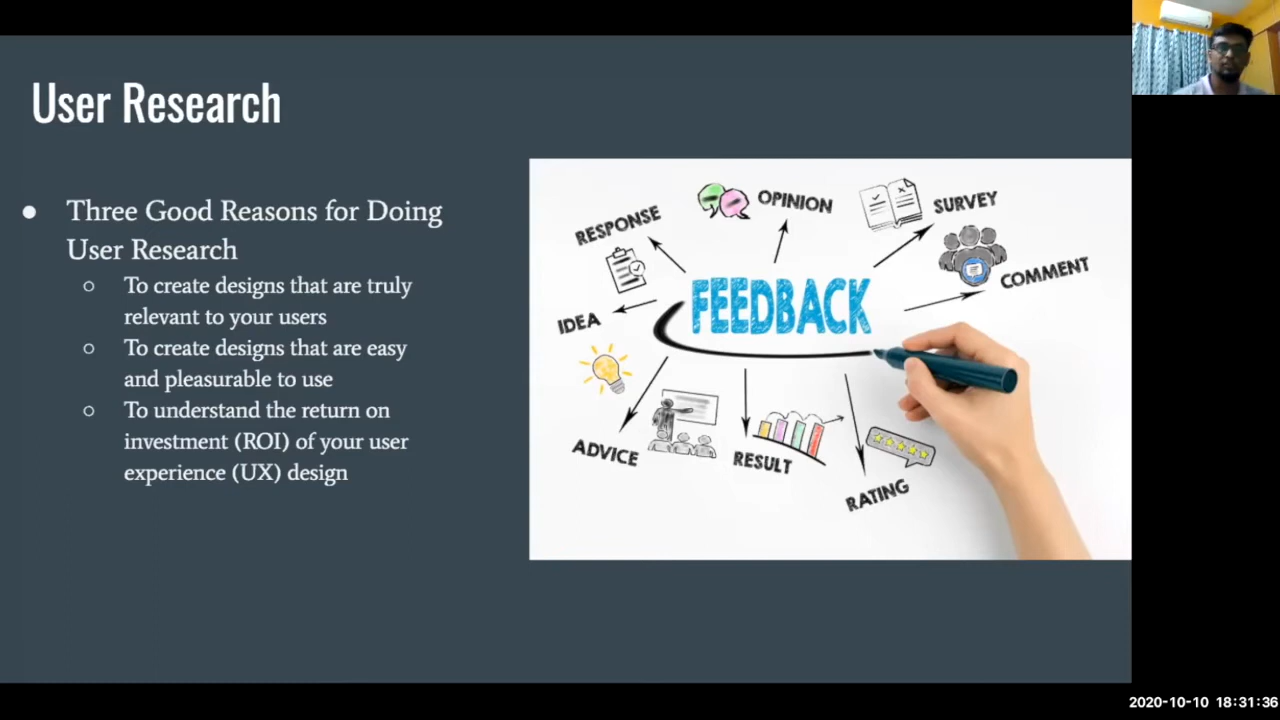 User Research
● Three Good Reasons for Doing
User Research
○ To create designs that are truly
relevant to your users
○ To create designs that are easy
and pleasurable to use
○ To understand the return on
investment (ROI) of your user
experience (UX) design
RESPONSE
OPINION
SURVEY
COMMENT
FEEDBACK
IDEA
ADVICE
RESULT
RATING
2020-10-10 18:31:36